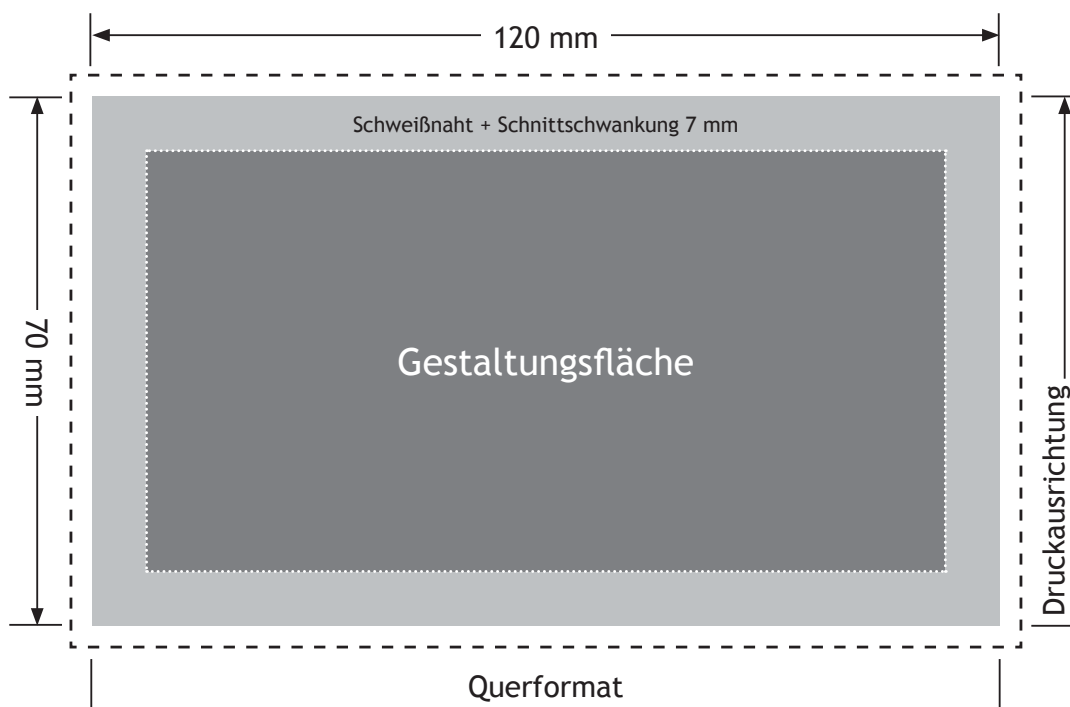 120 mm
Schweißnaht + Schnittschwankung 7 mm
70 mm
Gestaltungsfläche
Druckausrichtung
Querformat